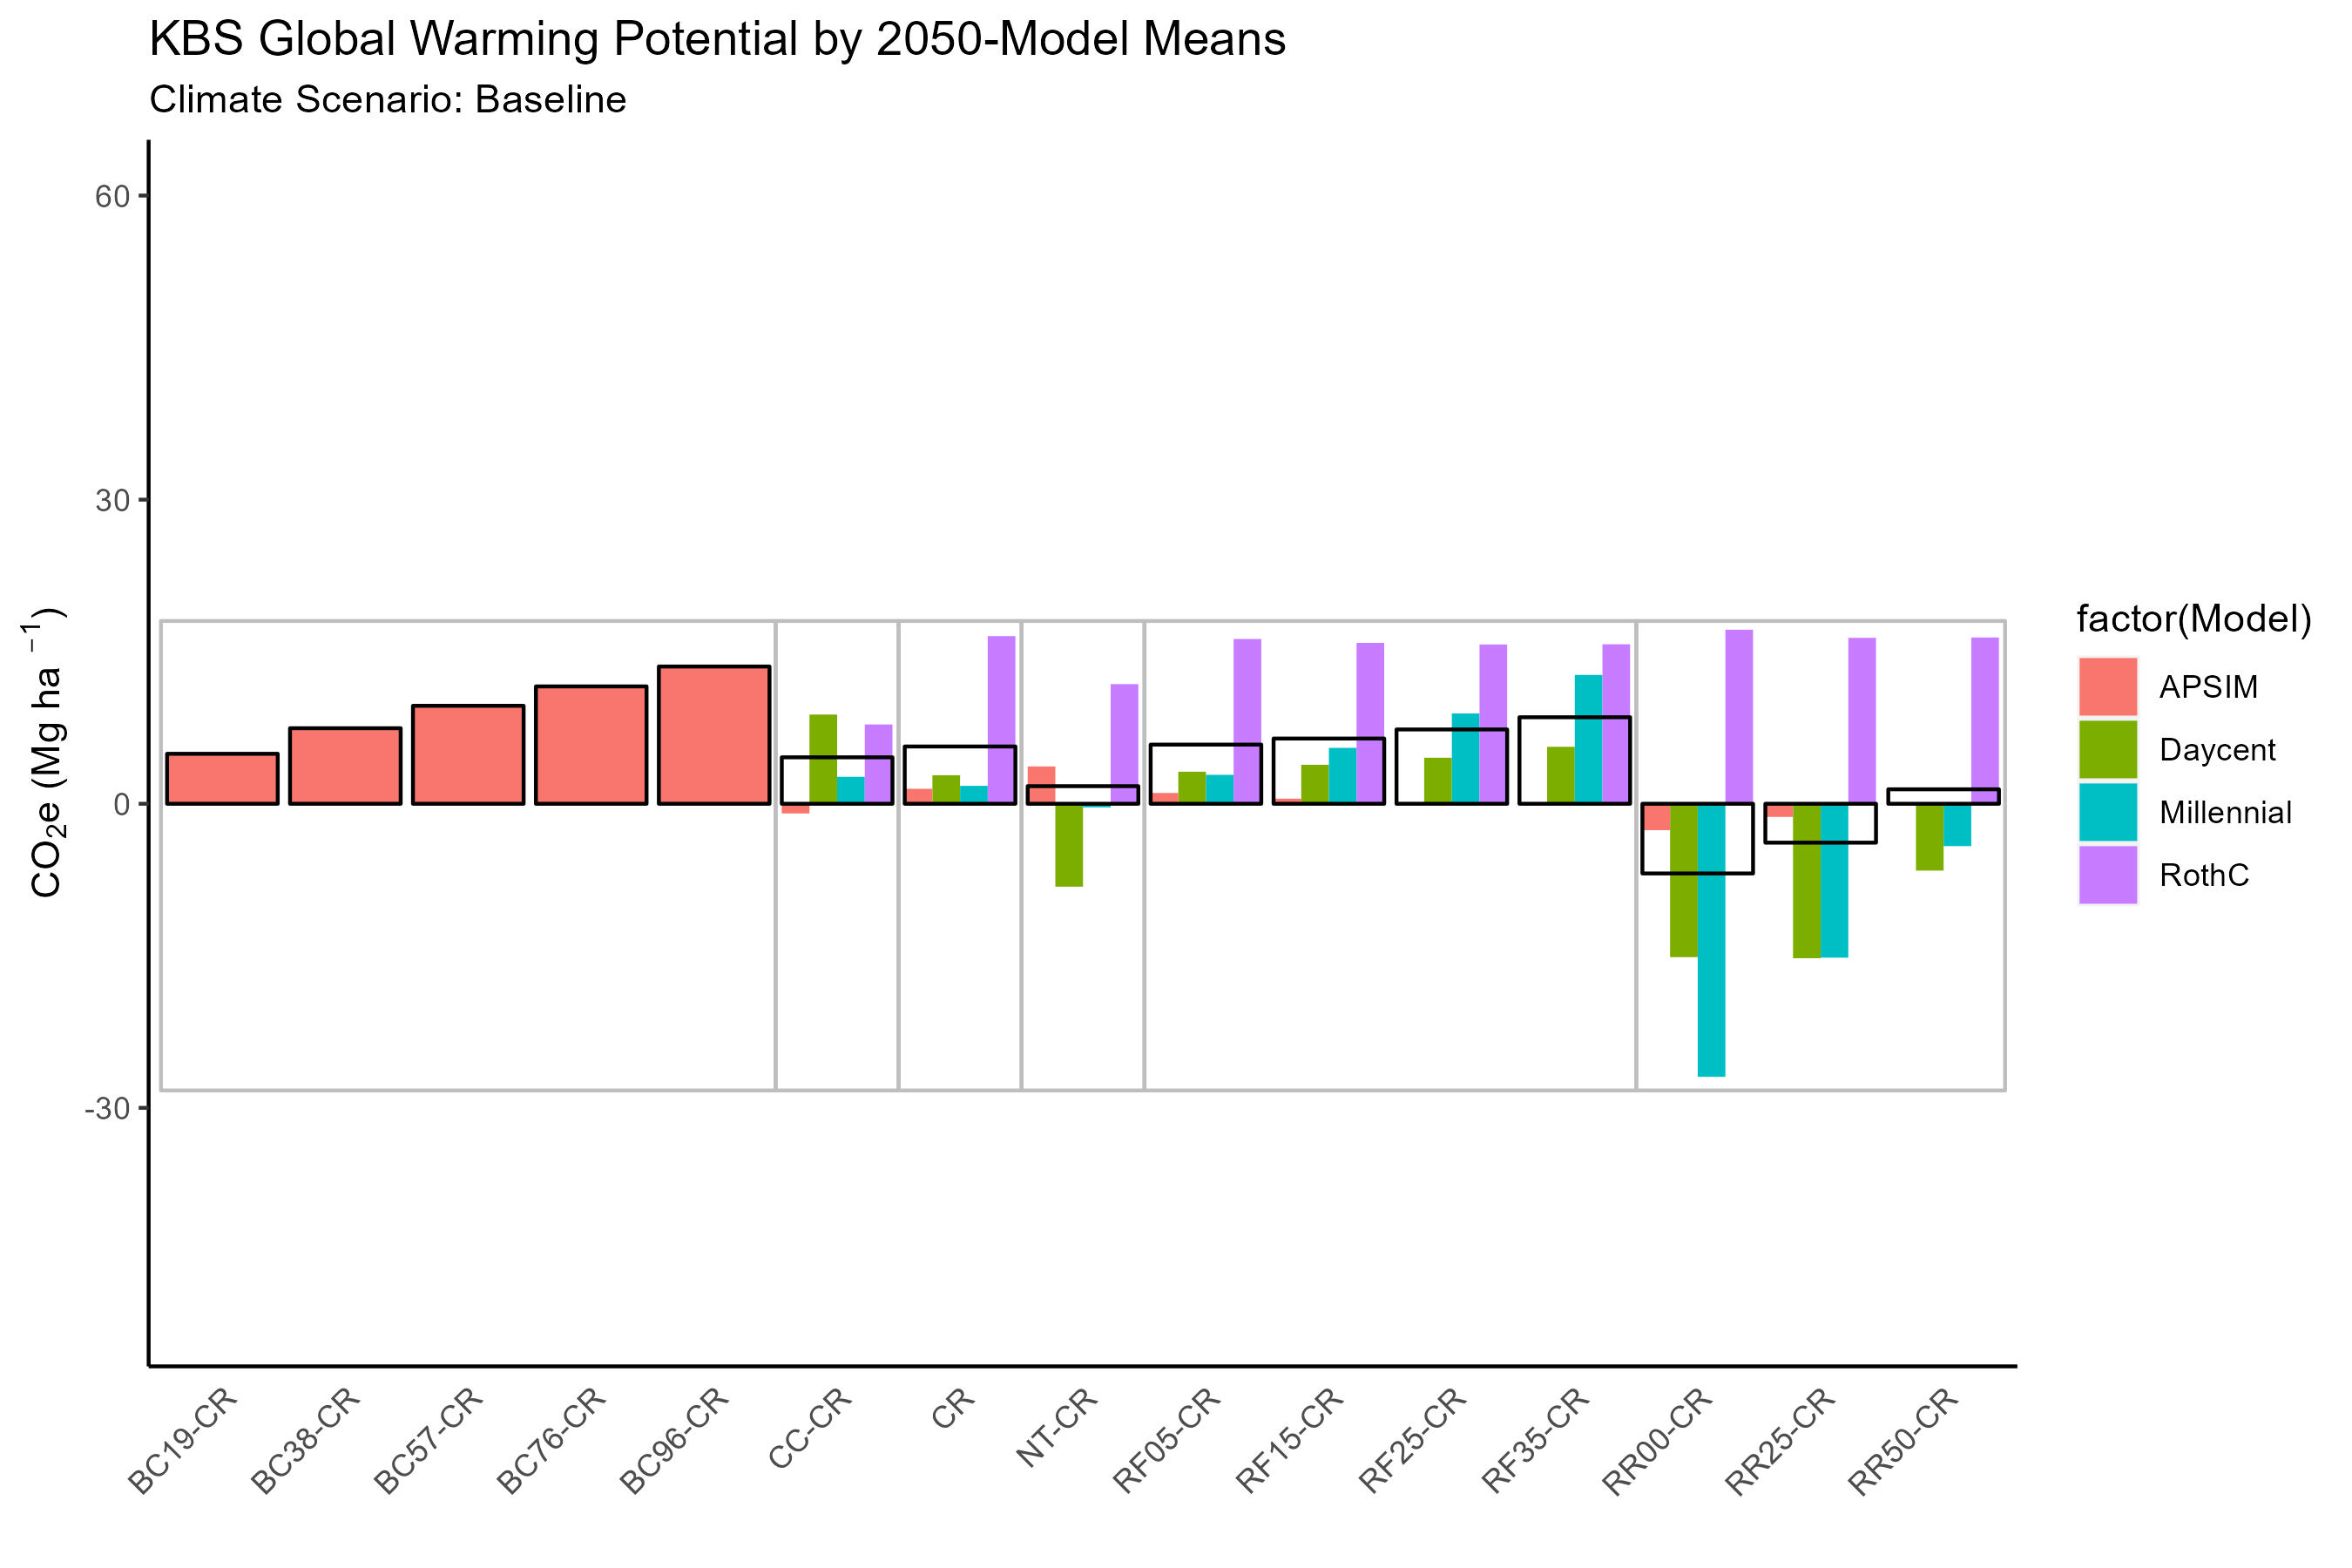 KBS Global Warming Potential by 2050-Model Means
Climate Scenario: Baseline
CO₂e (Mg ha ⁻¹)
60
30
0
-30
BC19-CR
BC38-CR
BC57-CR
BC76-CR
BC96-CR
CC-CR
CR
NT-CR
RF05-CR
RF15-CR
RF25-CR
RF35-CR
RR00-CR
RR25-CR
RR50-CR
factor(Model)
APSIM
Daycent
Millennial
RothC